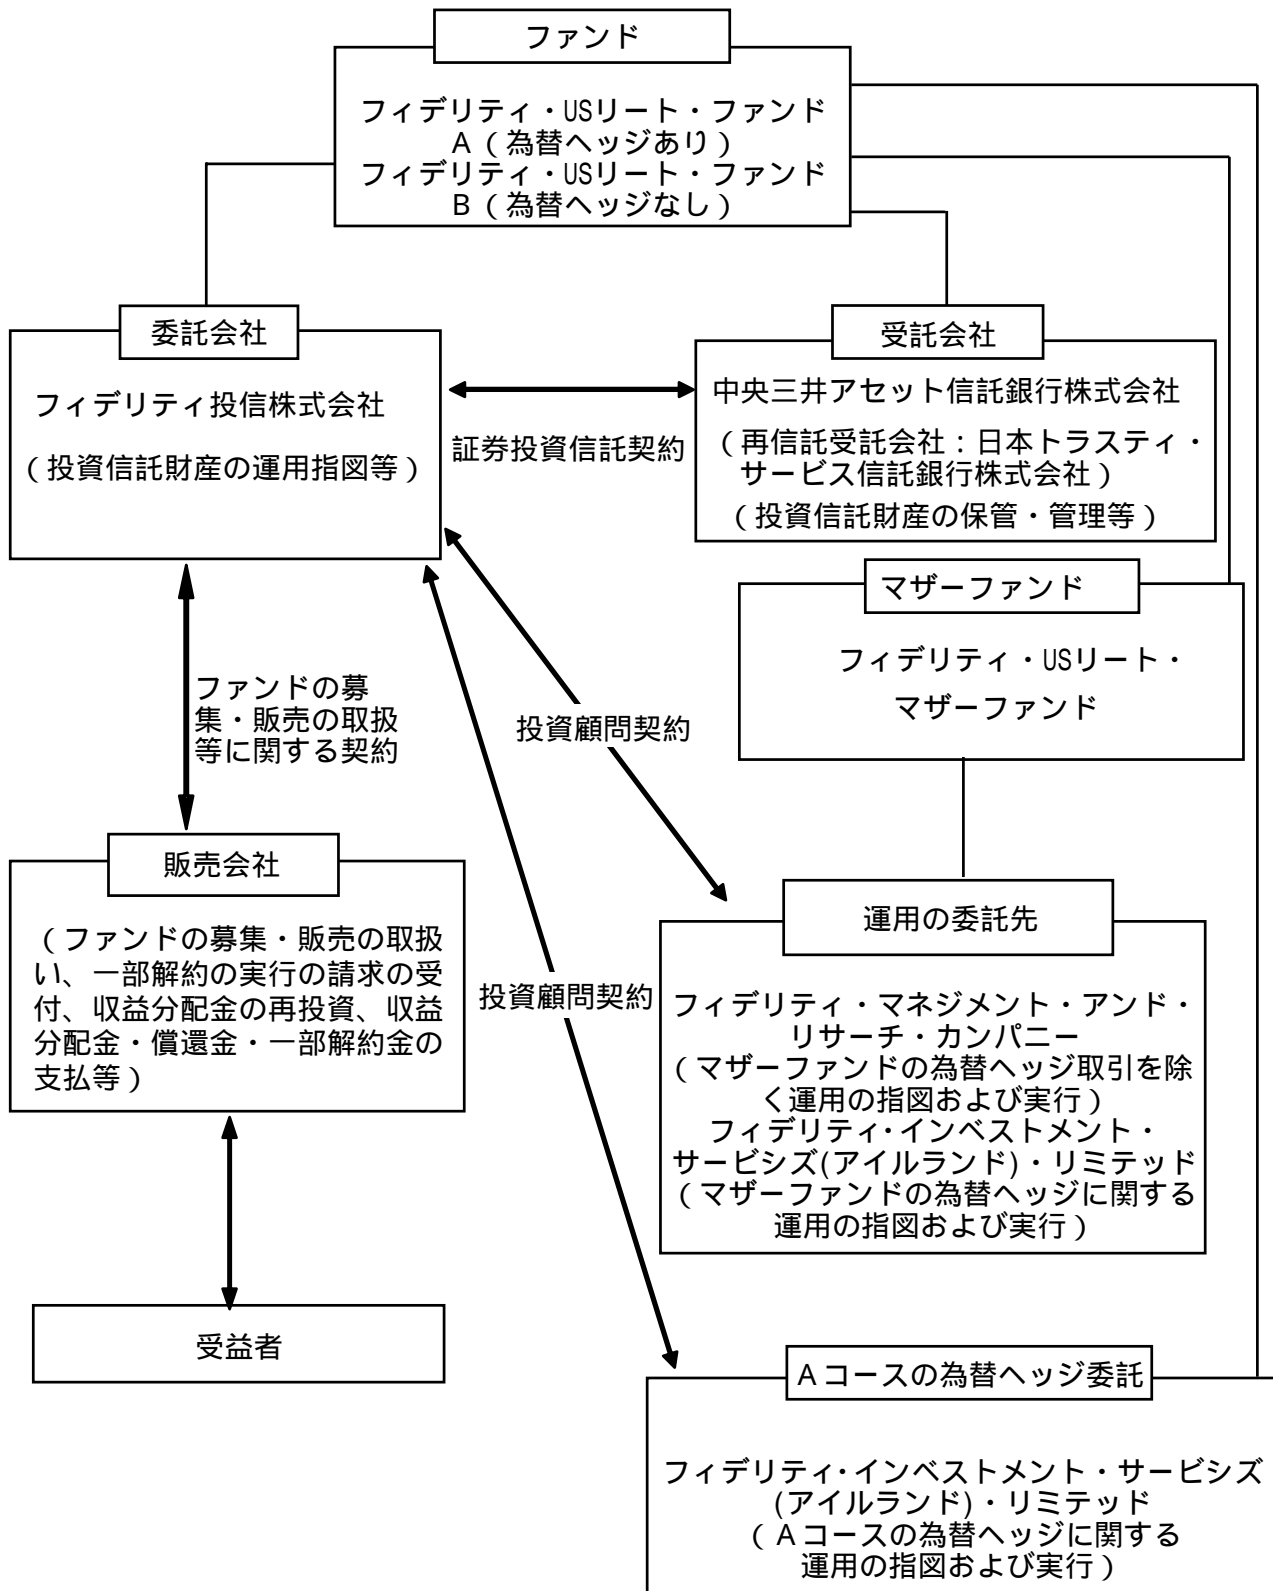 ファンド
フィデリティ・USリート・ファンド
A（為替ヘッジあり）
フィデリティ・USリート・ファンド
B（為替ヘッジなし）
委託会社
フィデリティ投信株式会社
（投資信託財産の運用指図等）
証券投資信託契約
受託会社
中央三井アセット信託銀行株式会社
（再信託受託会社：日本トラスティ・
サービス信託銀行株式会社）
（投資信託財産の保管・管理等）
マザーファンド
フィデリティ・USリート・
マザーファンド
ファンドの募
集・販売の取扱
等に関する契約
投資顧問契約
販売会社
（ファンドの募集・販売の取扱
い、一部解約の実行の請求の受
付、収益分配金の再投資、収益
分配金・償還金・一部解約金の
支払等）
投資顧問契約
運用の委託先
フィデリティ・マネジメント・アンド・
リサーチ・カンパニー
（マザーファンドの為替ヘッジ取引を除
く運用の指図および実行）
フィデリティ・インベストメント・
サービシズ(アイルランド)・リミテッド
（マザーファンドの為替ヘッジに関する
運用の指図および実行）
受益者
Aコースの為替ヘッジ委託
フィデリティ・インベストメント・サービシズ
(アイルランド)・リミテッド
（Aコースの為替ヘッジに関する
運用の指図および実行）